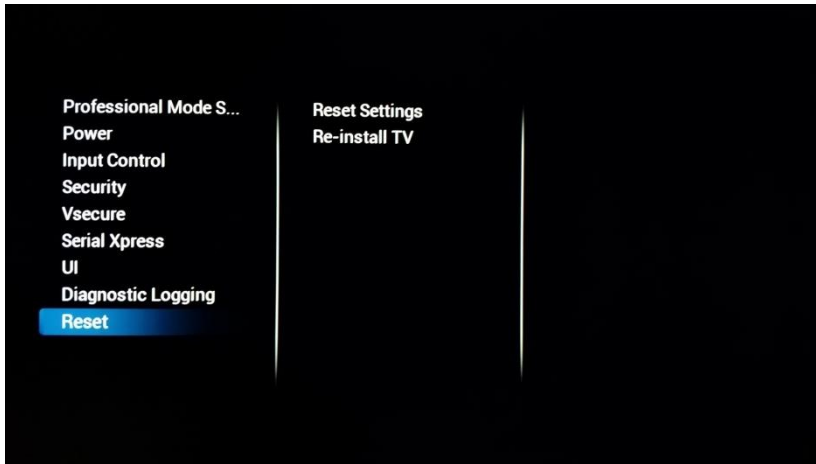 Professional Mode S...
Power
Input Control
Security
Vsecure
Serial Xpress
UI
Diagnostic Logging
Reset
Reset Settings
Re-install TV